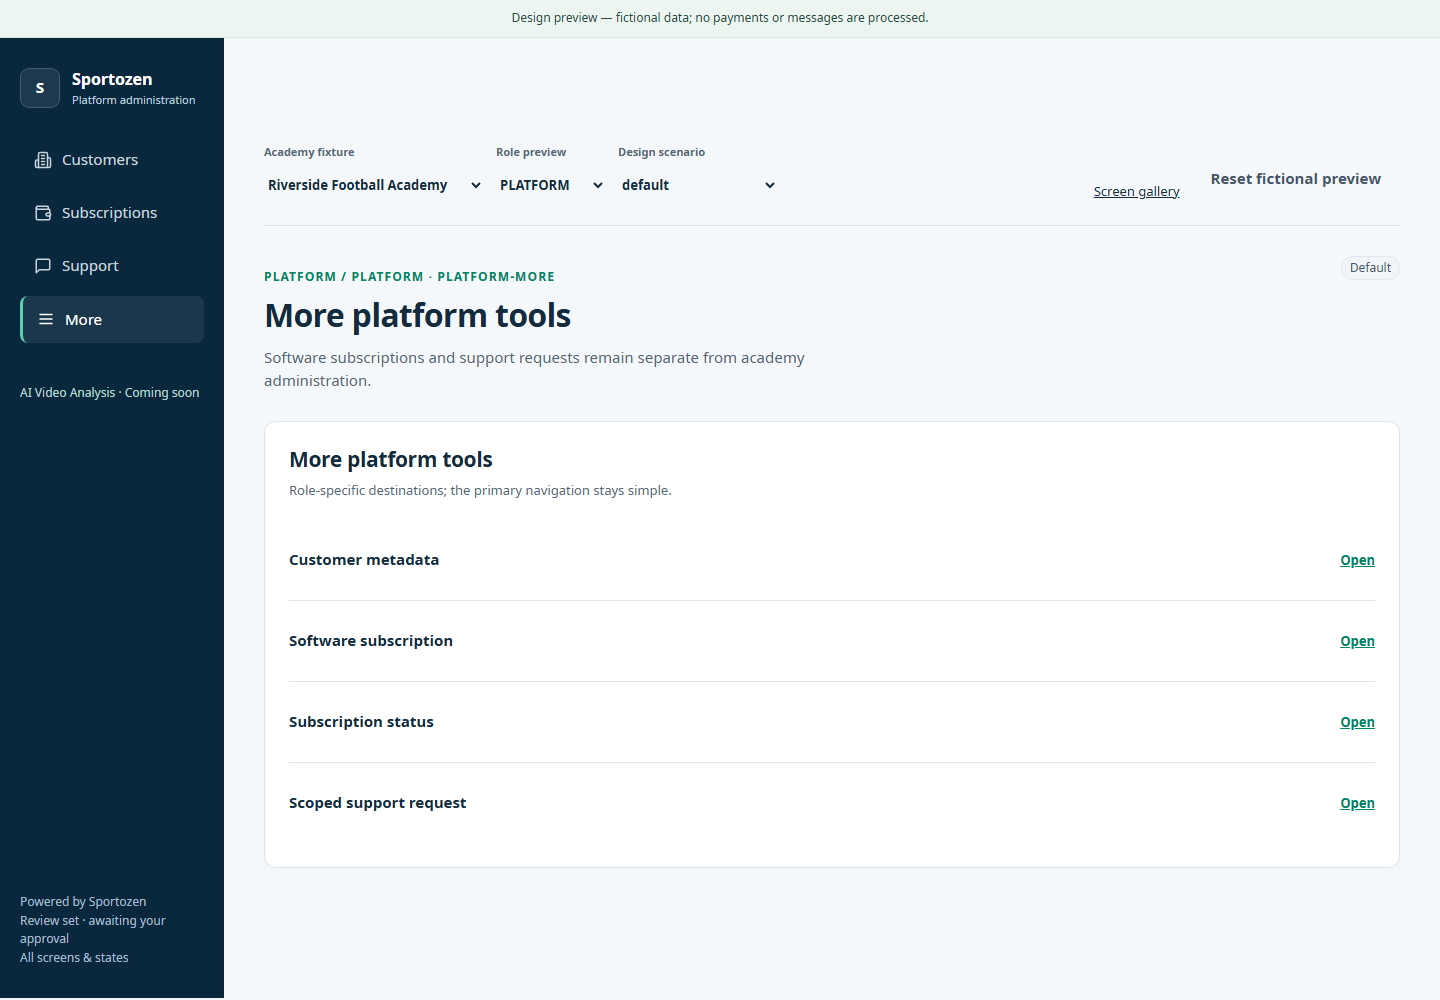 Design preview — fictional data; no payments or messages are processed.
S
Sportozen
Platform administration
Customers
Subscriptions
Support
More
AI Video Analysis · Coming soon
Powered by Sportozen
Review set · awaiting your
approval
All screens & states
Academy fixture
Role preview
Design scenario
Riverside Football Academy
PLATFORM
default
Screen gallery
Reset fictional preview
PLATFORM / PLATFORM · PLATFORM-MORE
Default
More platform tools
Software subscriptions and support requests remain separate from academy
administration.
More platform tools
Role-specific destinations; the primary navigation stays simple.
Customer metadata
Open
Software subscription
Open
Subscription status
Open
Scoped support request
Open